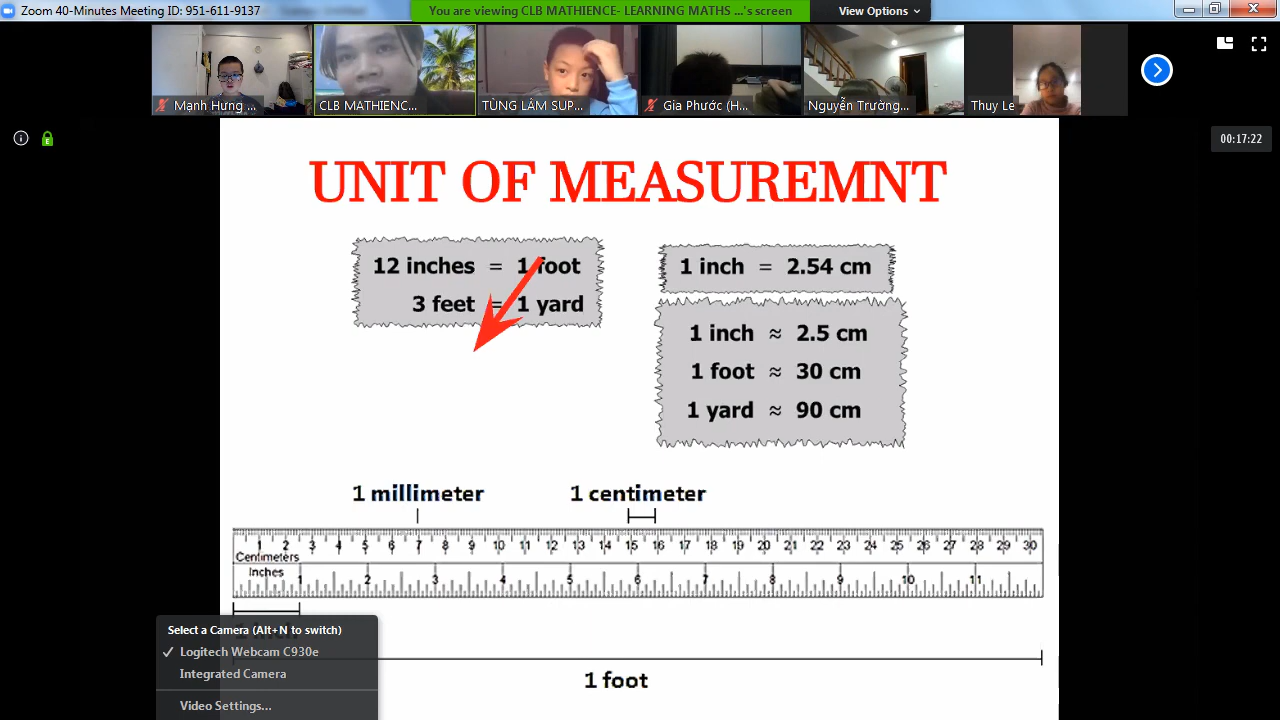 Zoom 40-Minutes Meeting ID: 951-611-9137
You are viewing CLB MATHIENCE- LEARNING MATHS ...'s screen
View Options
Mạnh Hưng ...
CLB MATHIENC...
TÙNG LÂM SUP...
Gia Phước (H...
Nguyễn Trường...
Thuy Le
00:17:22
UNIT OF MEASUREMNT
12 inches = 1 foot
3 feet = 1 yard
1 inch = 2.54 cm
1 inch ≈ 2.5 cm
1 foot ≈ 30 cm
1 yard ≈ 90 cm
1 millimeter
1 centimeter
1 2 3 4 5 6 7 8 9 10 11 12 13 14 15 16 17 18 19 20 21 22 23 24 25 26 27 28 29 30
Centimeters
Inches
1 2 3 4 5 6 7 8 9 10 11
1 foot
Select a Camera (Alt+N to switch)
Logitech Webcam C930e
Integrated Camera
Video Settings...